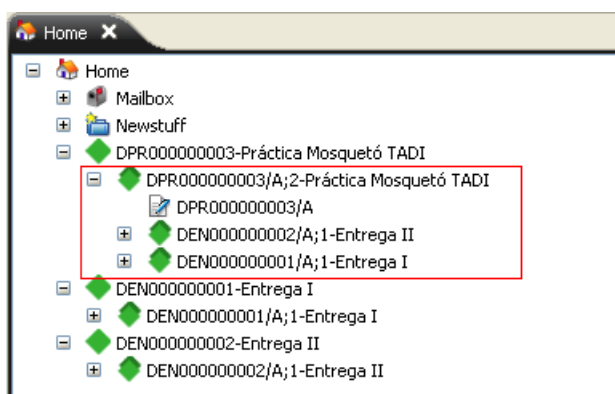 Home
Home
Mailbox
Newstuff
DPR000000003-Práctica Mosquetó TADI
DPR000000003/A;2-Práctica Mosquetó TADI
DPR000000003/A
DEN000000002/A;1-Entrega II
DEN000000001/A;1-Entrega I
DEN000000001-Entrega I
DEN000000001/A;1-Entrega I
DEN000000002-Entrega II
DEN000000002/A;1-Entrega II